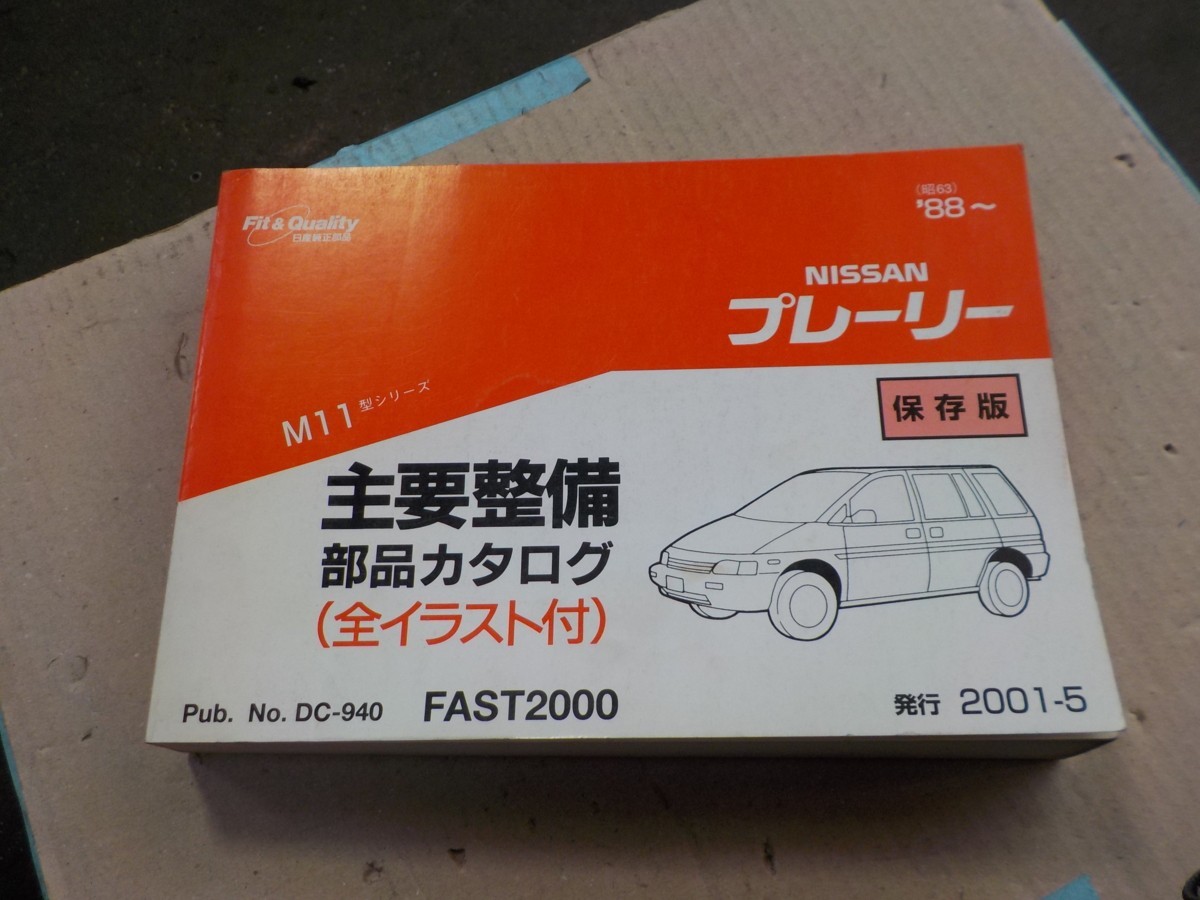 Fit & Quality
日産純正部品
(昭63)
'88～
NISSAN
プレーリー
M11型シリーズ
保存版
主要整備
部品カタログ
(全イラスト付)
Pub. No. DC-940 FAST2000
発行 2001-5